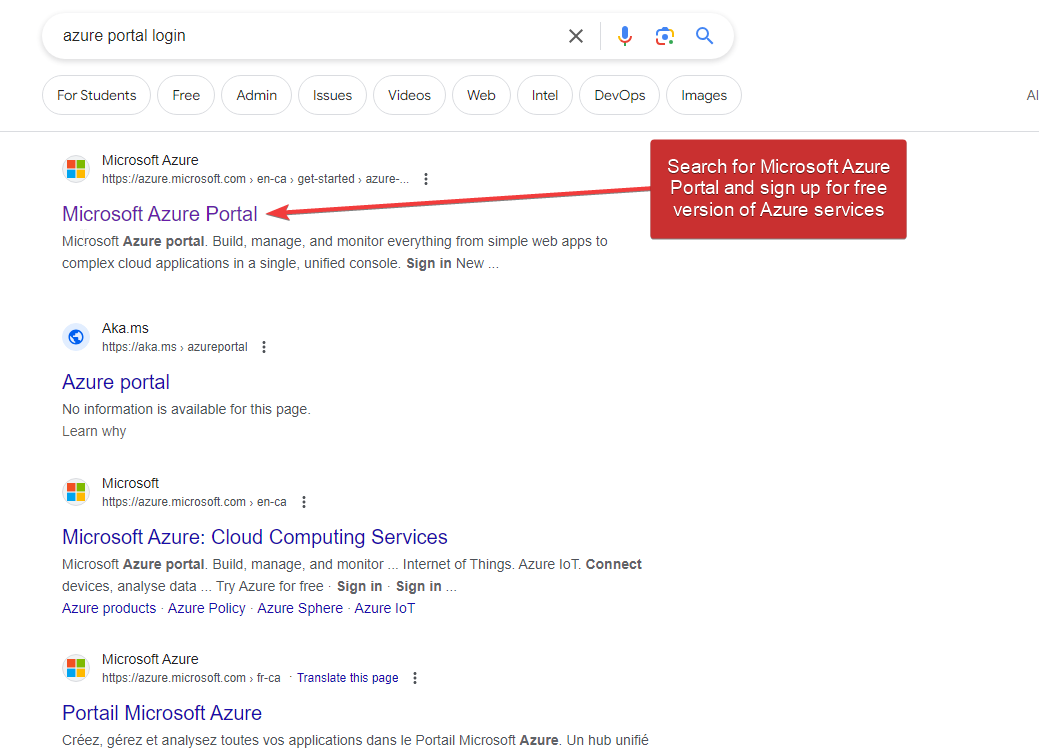 azure portal login
For Students
Free
Admin
Issues
Videos
Web
Intel
DevOps
Images
Al
Microsoft Azure
https://azure.microsoft.com › en-ca › get-started › azure-...
Microsoft Azure Portal
Microsoft Azure portal. Build, manage, and monitor everything from simple web apps to
complex cloud applications in a single, unified console. Sign in New ...
Search for Microsoft Azure
Portal and sign up for free
version of Azure services
Aka.ms
https://aka.ms › azureportal
Azure portal
No information is available for this page.
Learn why
Microsoft
https://azure.microsoft.com › en-ca
Microsoft Azure: Cloud Computing Services
Microsoft Azure portal. Build, manage, and monitor ... Internet of Things. Azure IoT. Connect
devices, analyse data ... Try Azure for free · Sign in · Sign in ...
Azure products · Azure Policy · Azure Sphere · Azure IoT
Microsoft Azure
https://azure.microsoft.com › fr-ca · Translate this page
Portail Microsoft Azure
Créez, gérez et analysez toutes vos applications dans le Portail Microsoft Azure. Un hub unifié